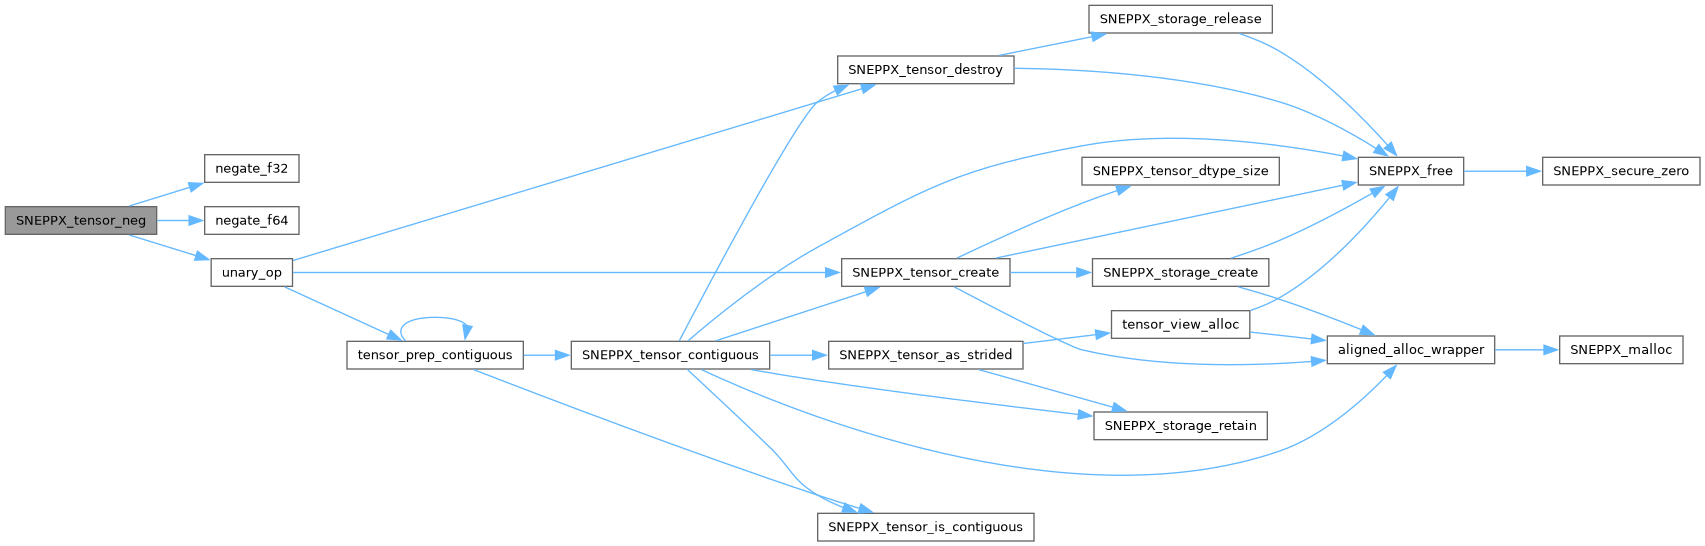 SNEPPX_storage_release
SNEPPX_tensor_destroy
negate_f32
SNEPPX_tensor_dtype_size
SNEPPX_free
SNEPPX_secure_zero
SNEPPX_tensor_neg
negate_f64
unary_op
SNEPPX_tensor_create
SNEPPX_storage_create
tensor_view_alloc
tensor_prep_contiguous
SNEPPX_tensor_contiguous
SNEPPX_tensor_as_strided
aligned_alloc_wrapper
SNEPPX_malloc
SNEPPX_storage_retain
SNEPPX_tensor_is_contiguous